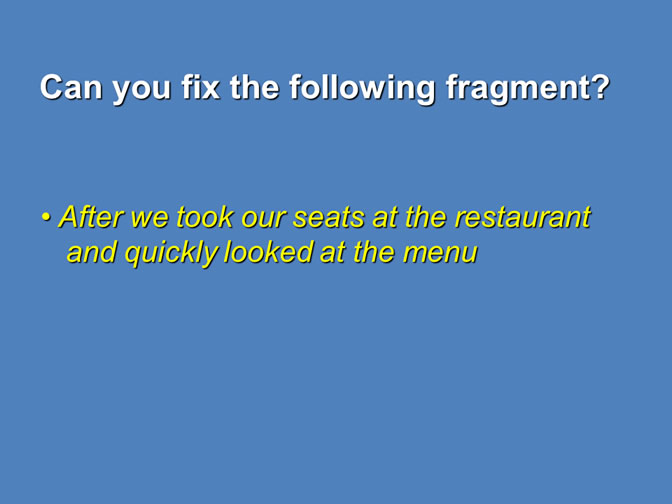 Can you fix the following fragment?
• After we took our seats at the restaurant
and quickly looked at the menu